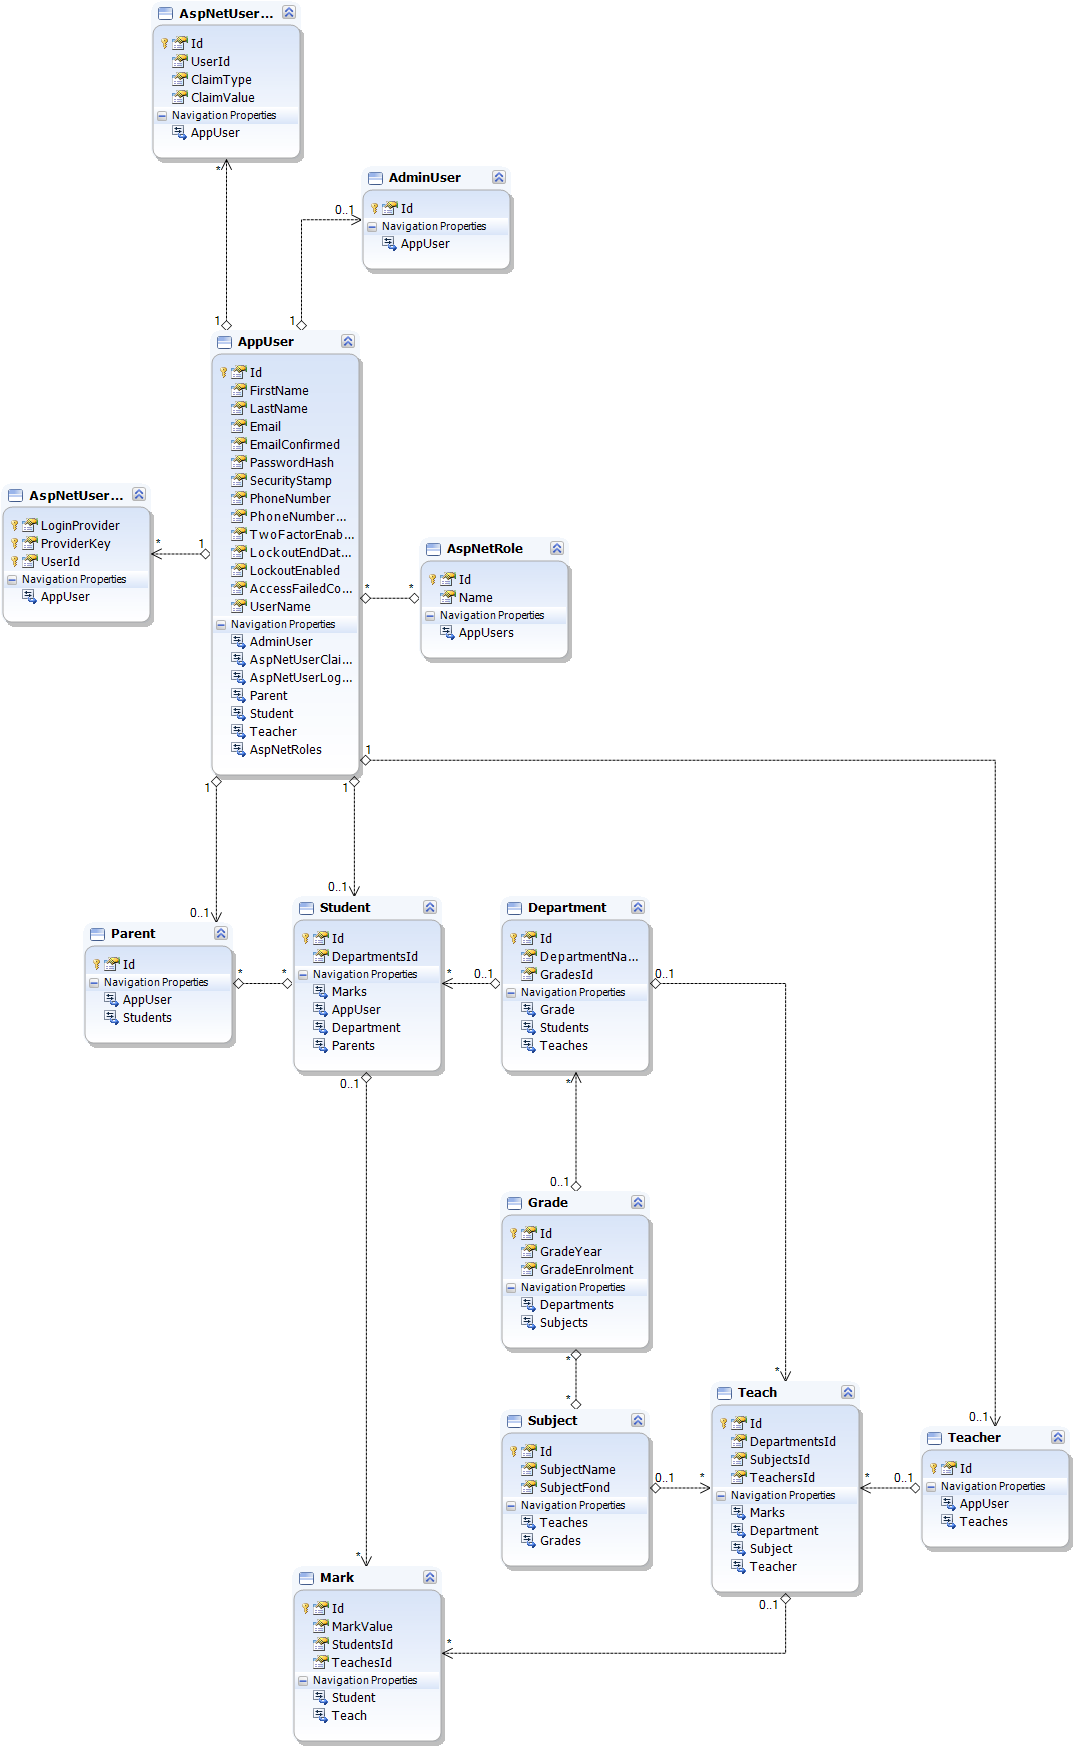 AspNetUser...
Id
UserId
ClaimType
ClaimValue
Navigation Properties
AppUser
*
AdminUser
Id
Navigation Properties
AppUser
0..1
1
1
AppUser
Id
FirstName
LastName
Email
EmailConfirmed
PasswordHash
SecurityStamp
PhoneNumber
PhoneNumber...
TwoFactorEnab...
LockoutEndDat...
LockoutEnabled
AccessFailedCo...
UserName
Navigation Properties
AdminUser
AspNetUserClai...
AspNetUserLog...
Parent
Student
Teacher
AspNetRoles
AspNetUser...
LoginProvider
ProviderKey
UserId
Navigation Properties
AppUser
*
1
AspNetRole
Id
Name
Navigation Properties
AppUsers
*
*
1
1
1
0..1
0..1
Parent
Id
Navigation Properties
AppUser
Students
*
*
Student
Id
DepartmentsId
Navigation Properties
Marks
AppUser
Department
Parents
*
0..1
Department
Id
DepartmentNa...
GradesId
Navigation Properties
Grade
Students
Teaches
0..1
0..1
*
0..1
Grade
Id
GradeYear
GradeEnrolment
Navigation Properties
Departments
Subjects
*
*
Subject
Id
SubjectName
SubjectFond
Navigation Properties
Teaches
Grades
0..1
*
*
Teach
Id
DepartmentsId
SubjectsId
TeachersId
Navigation Properties
Marks
Department
Subject
Teacher
*
0..1
0..1
Teacher
Id
Navigation Properties
AppUser
Teaches
0..1
*
*
Mark
Id
MarkValue
StudentsId
TeachesId
Navigation Properties
Student
Teach